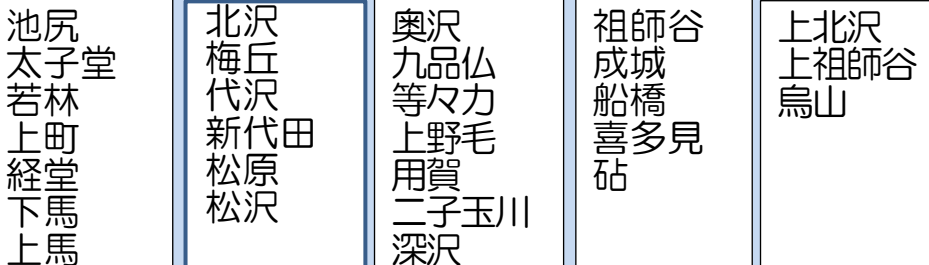 池尻
太子堂
若林
上町
経堂
下馬
上馬
北沢
梅丘
代沢
新代田
松原
松沢
奥沢
九品仏
等々力
上野毛
用賀
二子玉川
深沢
祖師谷
成城
船橋
喜多見
砧
上北沢
上祖師谷
烏山